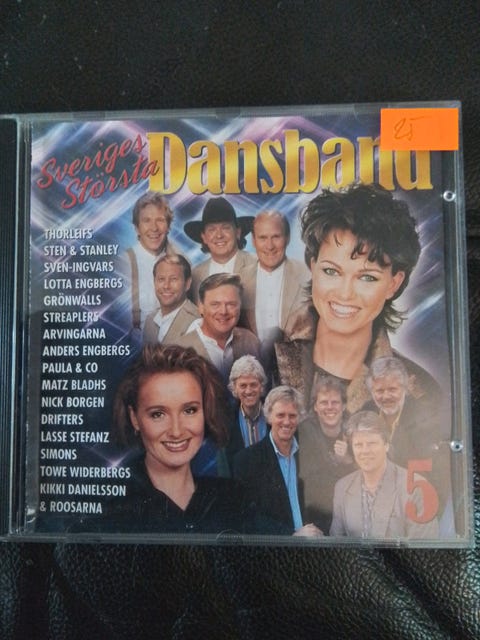 Sveriges
Största
Dansband
25
THORLEIFS
STEN & STANLEY
SVEN-INGVARS
LOTTA ENGBERGS
GRÖNWALLS
STREAPLERS
ARVINGARNA
ANDERS ENGBERGS
PAULA & CO
MATZ BLADHS
NICK BORGEN
DRIFTERS
LASSE STEFANZ
SIMONS
TOWE WIDERBERGS
KIKKI DANIELSSON
& ROOSARNA
5